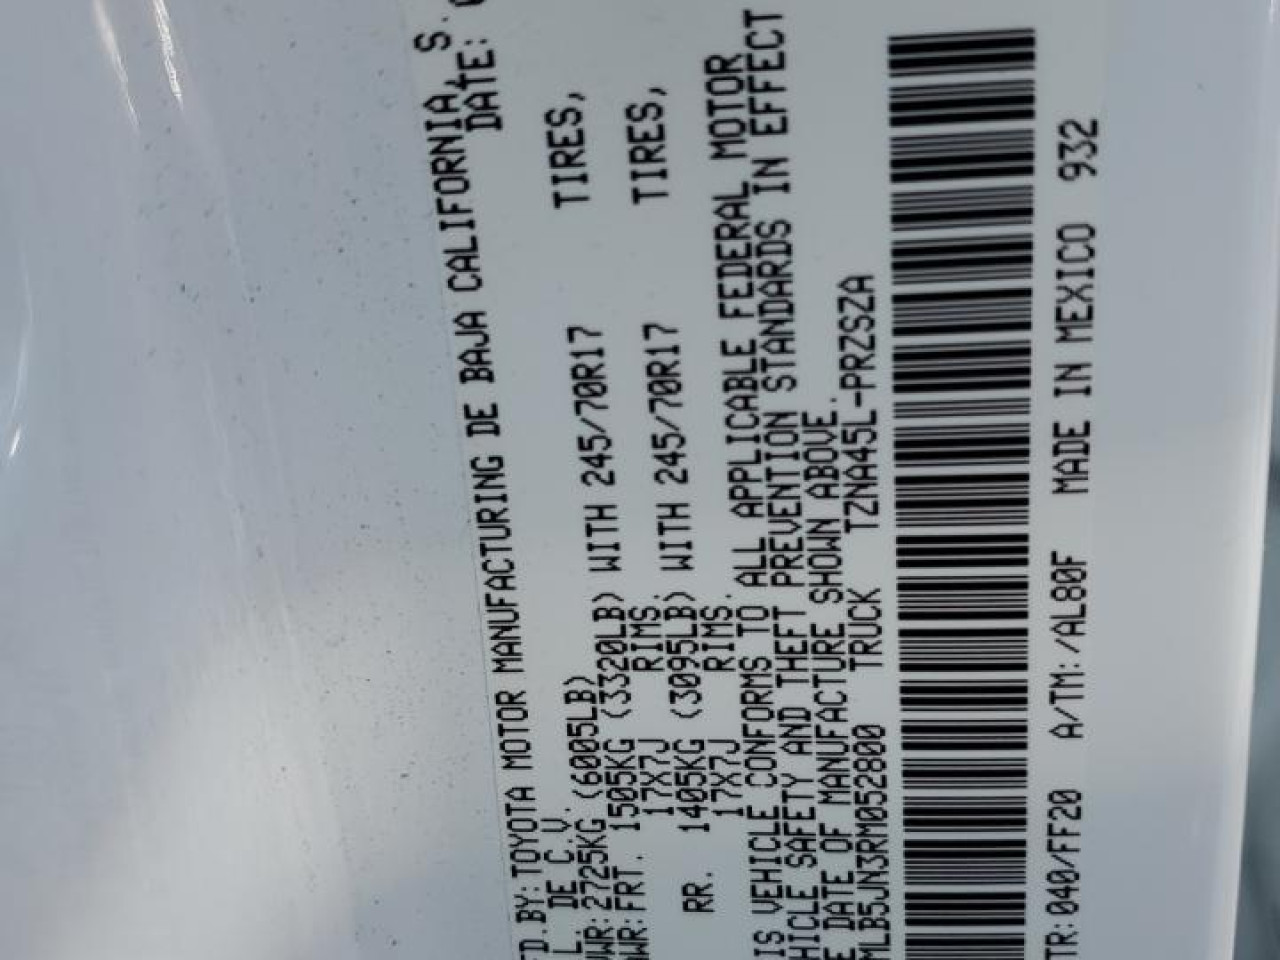 FD.BY: TOYOTA MOTOR MANUFACTURING DE BAJA CALIFORNIA, S.
L. DE C.V. DATE:
WWR: 2725KG (6005LB)
WR: FRT. 1505KG (3320LB) WITH 245/70R17 TIRES,
17X7J RIMS.
RR. 1405KG (3095LB) WITH 245/70R17 TIRES,
17X7J RIMS.
IS VEHICLE CONFORMS TO ALL APPLICABLE FEDERAL MOTOR
HICLE SAFETY AND THEFT PREVENTION STANDARDS IN EFFECT
E DATE OF MANUFACTURE SHOWN ABOVE.
MLB5JN3RM052800 TRUCK TZNA45L-PRZSZA
TR: 040/FF20 A/TM: /AL80F MADE IN MEXICO 932